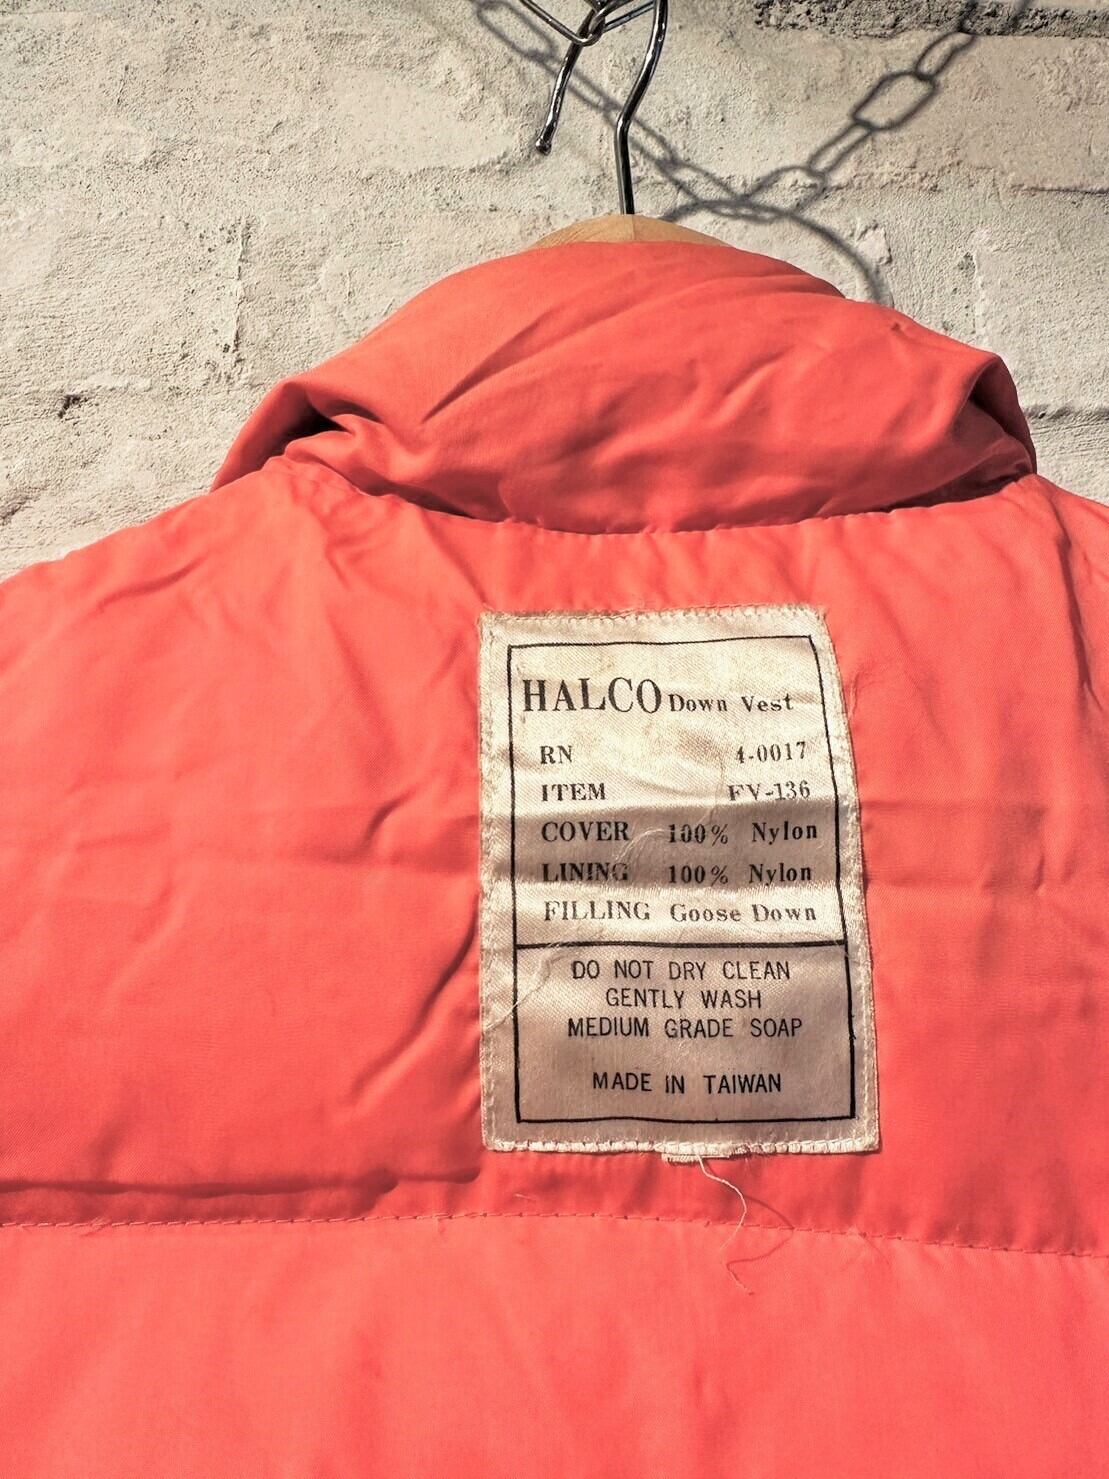 HALCO Down Vest
RN 4-0017
ITEM FV-136
COVER 100% Nylon
LINING 100% Nylon
FILLING Goose Down
DO NOT DRY CLEAN
GENTLY WASH
MEDIUM GRADE SOAP
MADE IN TAIWAN